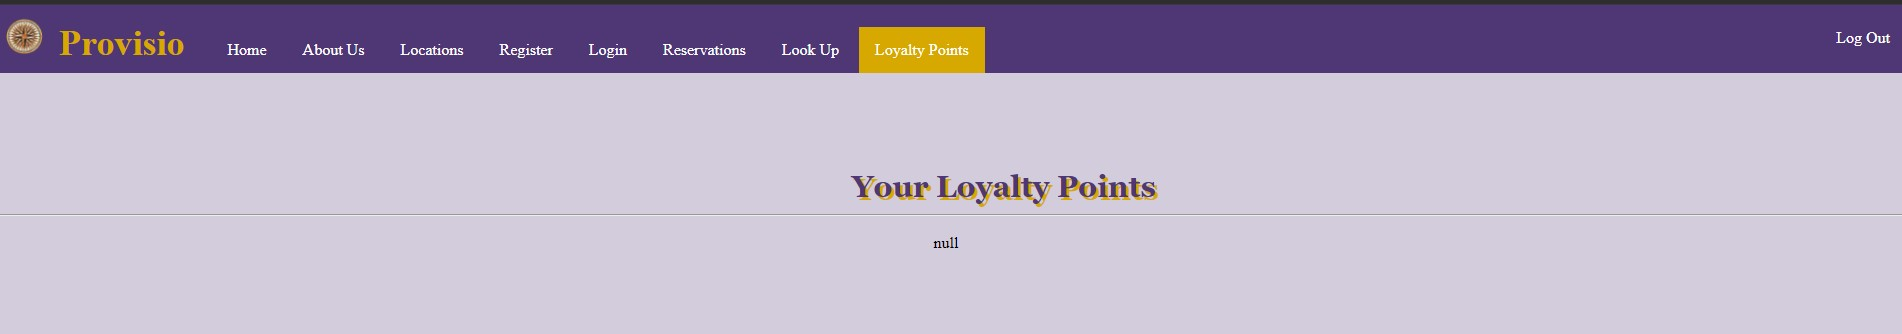 Provisio Home About Us Locations Register Login Reservations Look Up Loyalty Points Log Out
Your Loyalty Points
null